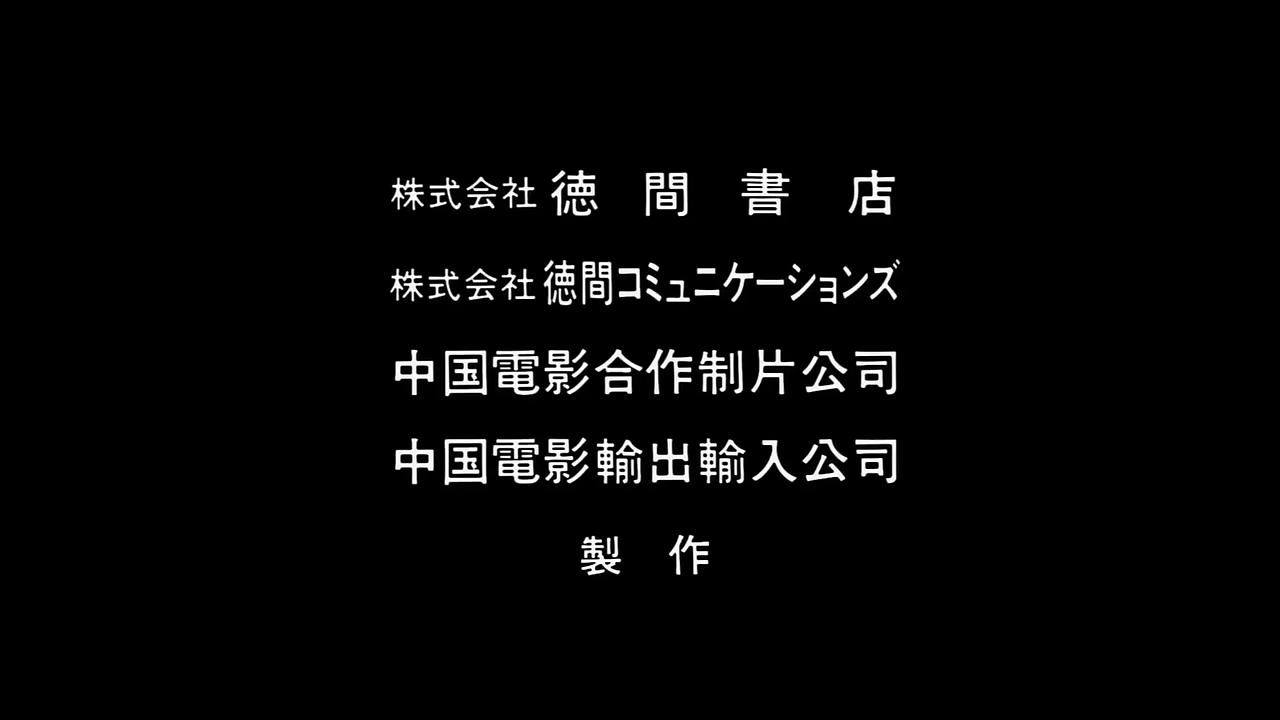 株式会社 徳間書店
株式会社 徳間コミュニケーションズ
中国電影合作制片公司
中国電影輸出輸入公司
製作